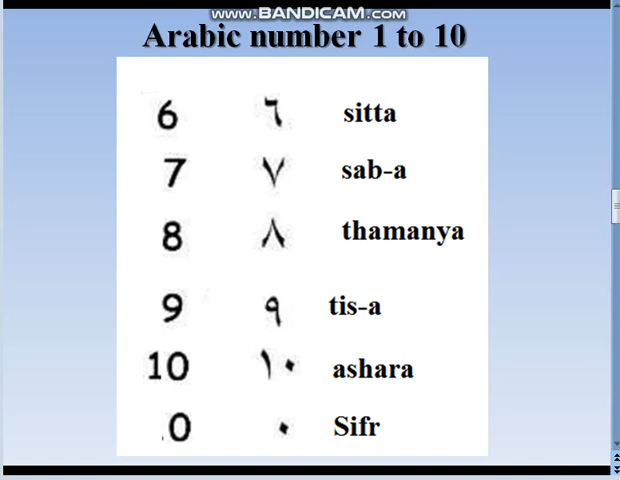 www.BANDICAM.com
Arabic number 1 to 10
6 ٦ sitta
7 ٧ sab-a
8 ٨ thamanya
9 ٩ tis-a
10 ١٠ ashara
.0 ٠ Sifr